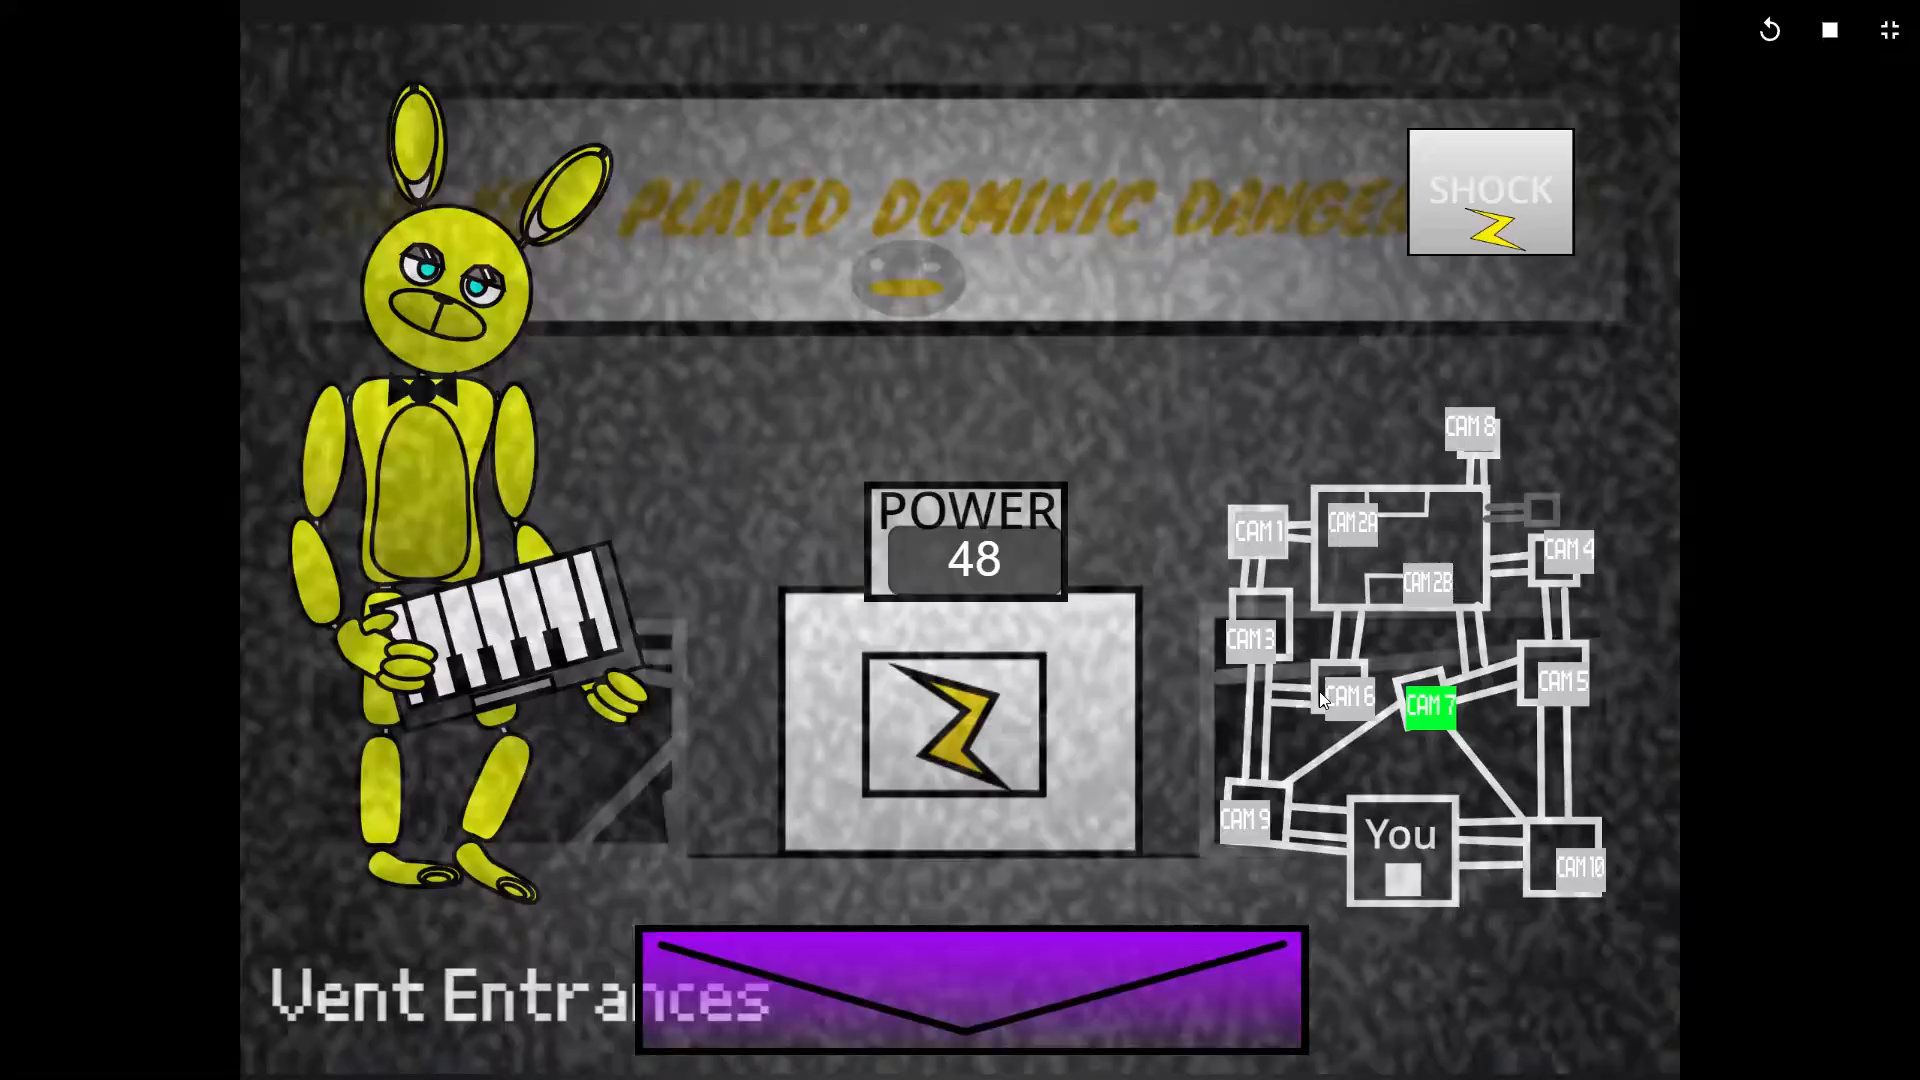 PLAYED DOMINIC DANGER
SHOCK
CAM 8
POWER
48
CAM 1
CAM 2A
CAM 4
CAM 2B
CAM 3
CAM 5
CAM 6
CAM 7
CAM 9
You
CAM 10
Vent Entrances